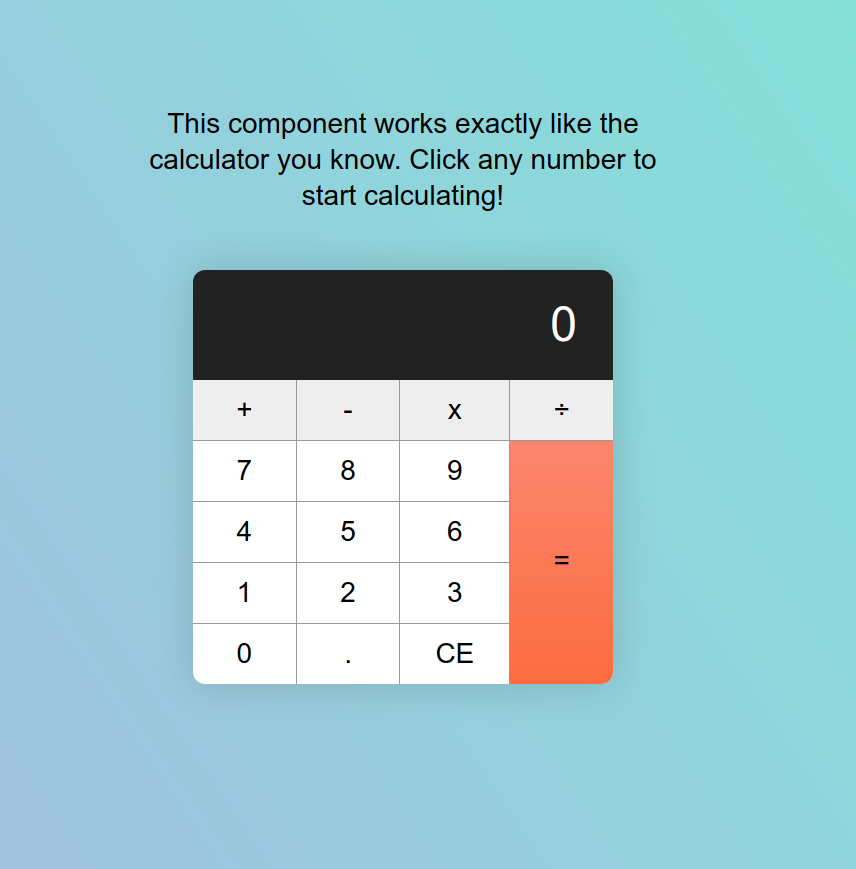 This component works exactly like the
calculator you know. Click any number to
start calculating!
0
+ - x ÷
7 8 9
4 5 6
=
1 2 3
0 . CE